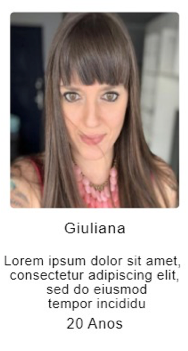 Giuliana
Lorem ipsum dolor sit amet,
consectetur adipiscing elit,
sed do eiusmod
tempor incididu
20 Anos